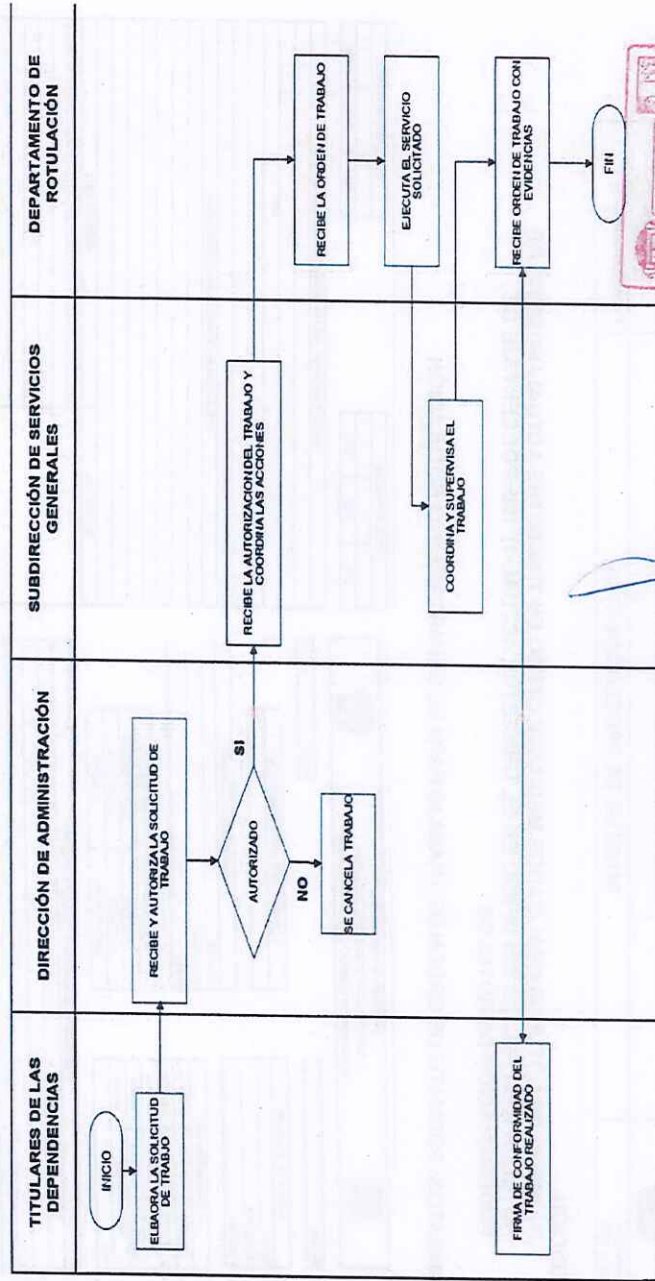 TITULARES DE LAS
DEPENDENCIAS
DIRECCIÓN DE ADMINISTRACIÓN
SUBDIRECCIÓN DE SERVICIOS
GENERALES
DEPARTAMENTO DE
ROTULACIÓN
INICIO
ELBAORA LA SOLICITUD
DE TRABJO
RECIBE Y AUTORIZA LA SOLICITUD DE
TRABAJO
AUTORIZADO
SI
NO
SE CANCELA TRABAJO
RECIBE LA AUTORIZACION DEL TRABAJO Y
COORDINA LAS ACCIONES
RECIBE LA ORDEN DE TRABAJO
EJECUTA EL SERVICIO
SOLICITADO
COORDINA Y SUPERVISA EL
TRABAJO
RECIBE ORDEN DE TRABAJO CON
EVIDENCIAS
FIRMA DE CONFORMIDAD DEL
TRABAJO REALIZADO
FIN